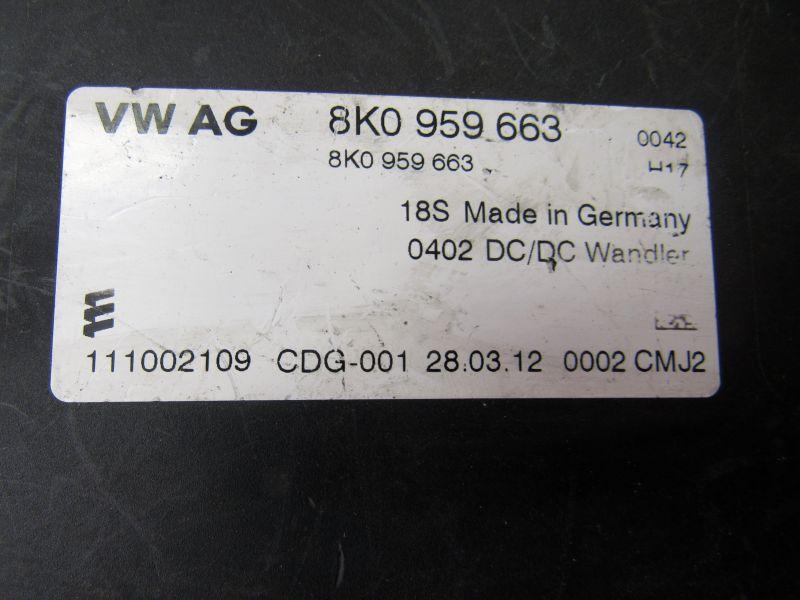 VW AG 8K0 959 663 0042
8K0 959 663 H17
18S Made in Germany
0402 DC/DC Wandler
111002109 CDG-001 28.03.12 0002 CMJ2